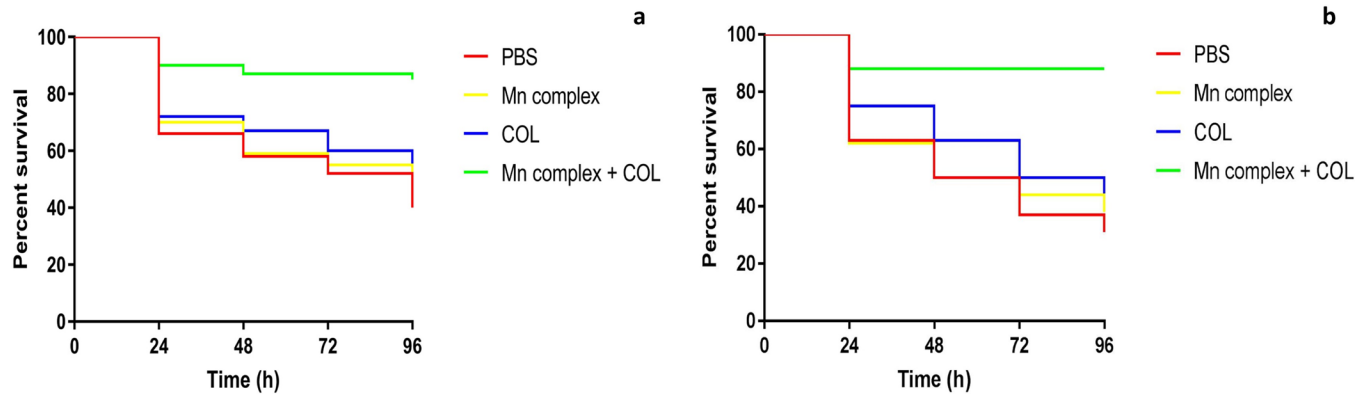 a
100
80
60
40
20
0
Percent survival
0 24 48 72 96
Time (h)
PBS
Mn complex
COL
Mn complex + COL
b
100
80
60
40
20
0
Percent survival
0 24 48 72 96
Time (h)
PBS
Mn complex
COL
Mn complex + COL